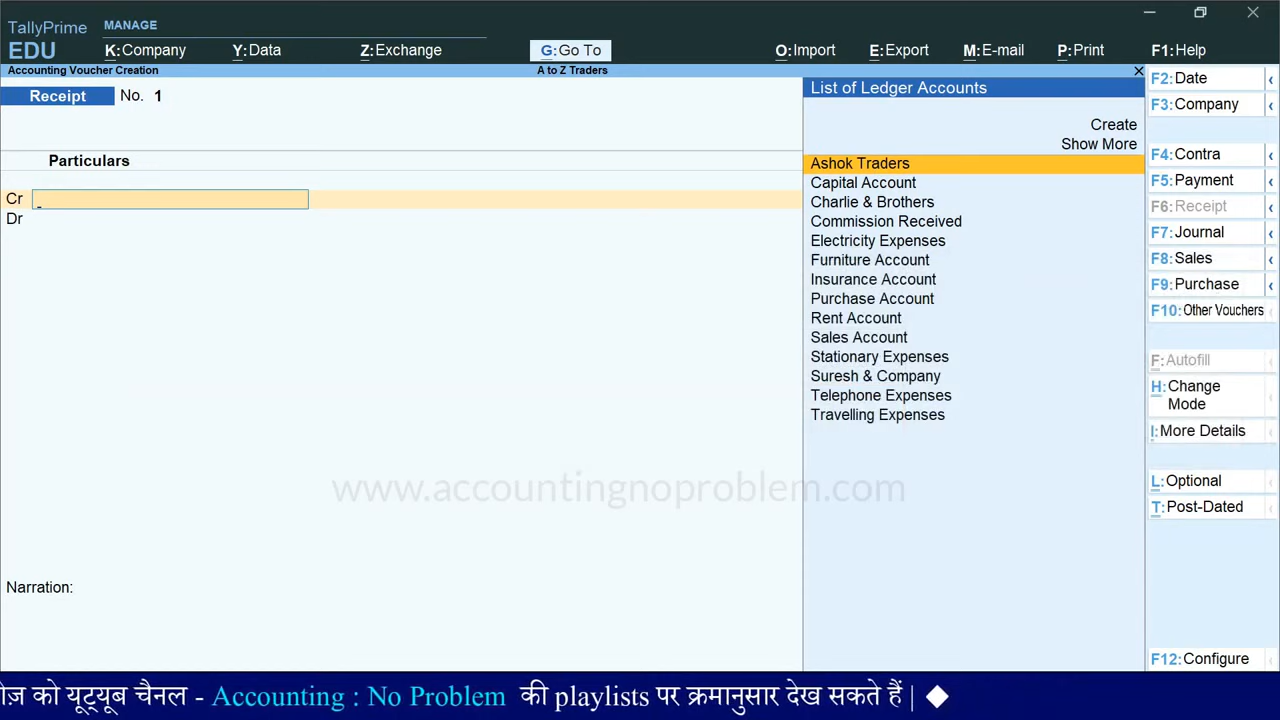 TallyPrime
EDU
MANAGE
K:Company Y:Data Z:Exchange G:Go To O:Import E:Export M:E-mail P:Print F1:Help
Accounting Voucher Creation A to Z Traders
Receipt No. 1
Particulars
Cr
Dr
Narration:
List of Ledger Accounts
Create
Show More
Ashok Traders
Capital Account
Charlie & Brothers
Commission Received
Electricity Expenses
Furniture Account
Insurance Account
Purchase Account
Rent Account
Sales Account
Stationary Expenses
Suresh & Company
Telephone Expenses
Travelling Expenses
F2:Date
F3:Company
F4:Contra
F5:Payment
F6:Receipt
F7:Journal
F8:Sales
F9:Purchase
F10:Other Vouchers
F:Autofill
H:Change
Mode
I:More Details
L:Optional
T:Post-Dated
F12:Configure
www.accountingnoproblem.com
ोज़ को यूट्यूब चैनल - Accounting : No Problem की playlists पर क्रमानुसार देख सकते हैं | ◆